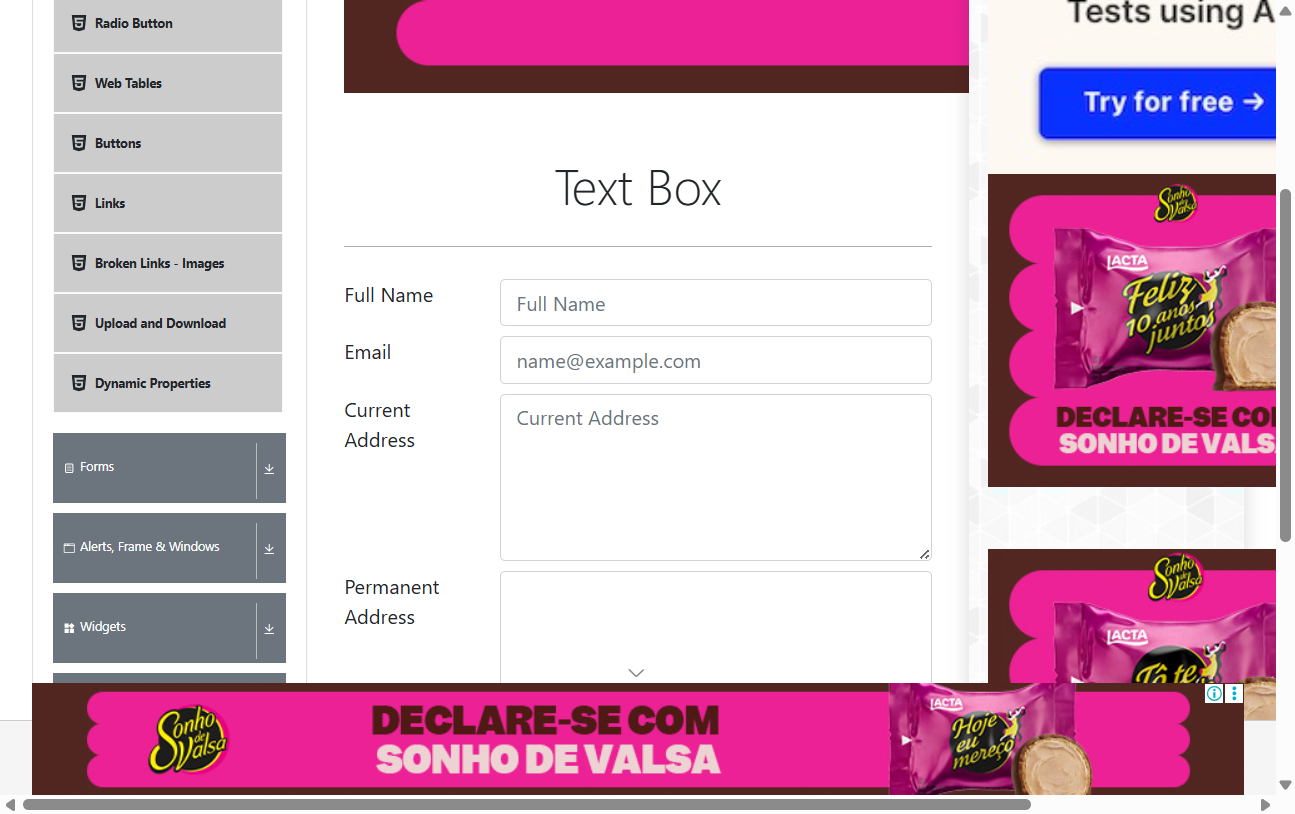 Radio Button
Web Tables
Buttons
Links
Broken Links - Images
Upload and Download
Dynamic Properties
Forms
Alerts, Frame & Windows
Widgets
Text Box
Full Name
Full Name
Email
name@example.com
Current
Address
Current Address
Permanent
Address
Tests using A
Try for free →
Sonho
de
Valsa
LACTA
Feliz
10 anos
juntos
DECLARE-SE COM
SONHO DE VALSA
Sonho
de
Valsa
LACTA
Tô te
Sonho
de
Valsa
DECLARE-SE COM
SONHO DE VALSA
LACTA
Hoje
eu
mereço